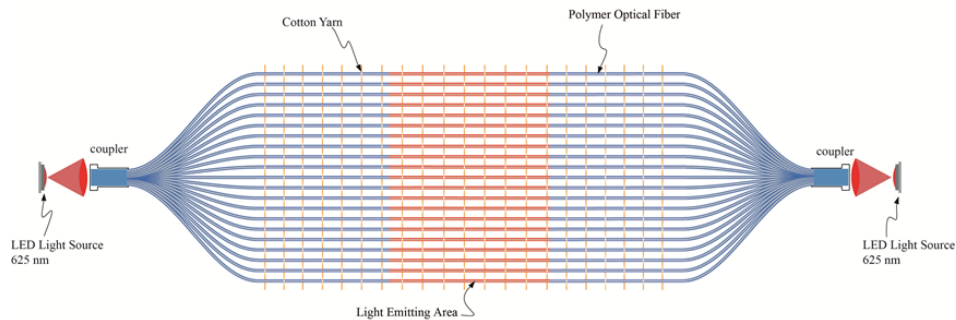 Cotton Yarn
Polymer Optical Fiber
coupler
coupler
LED Light Source
625 nm
LED Light Source
625 nm
Light Emitting Area